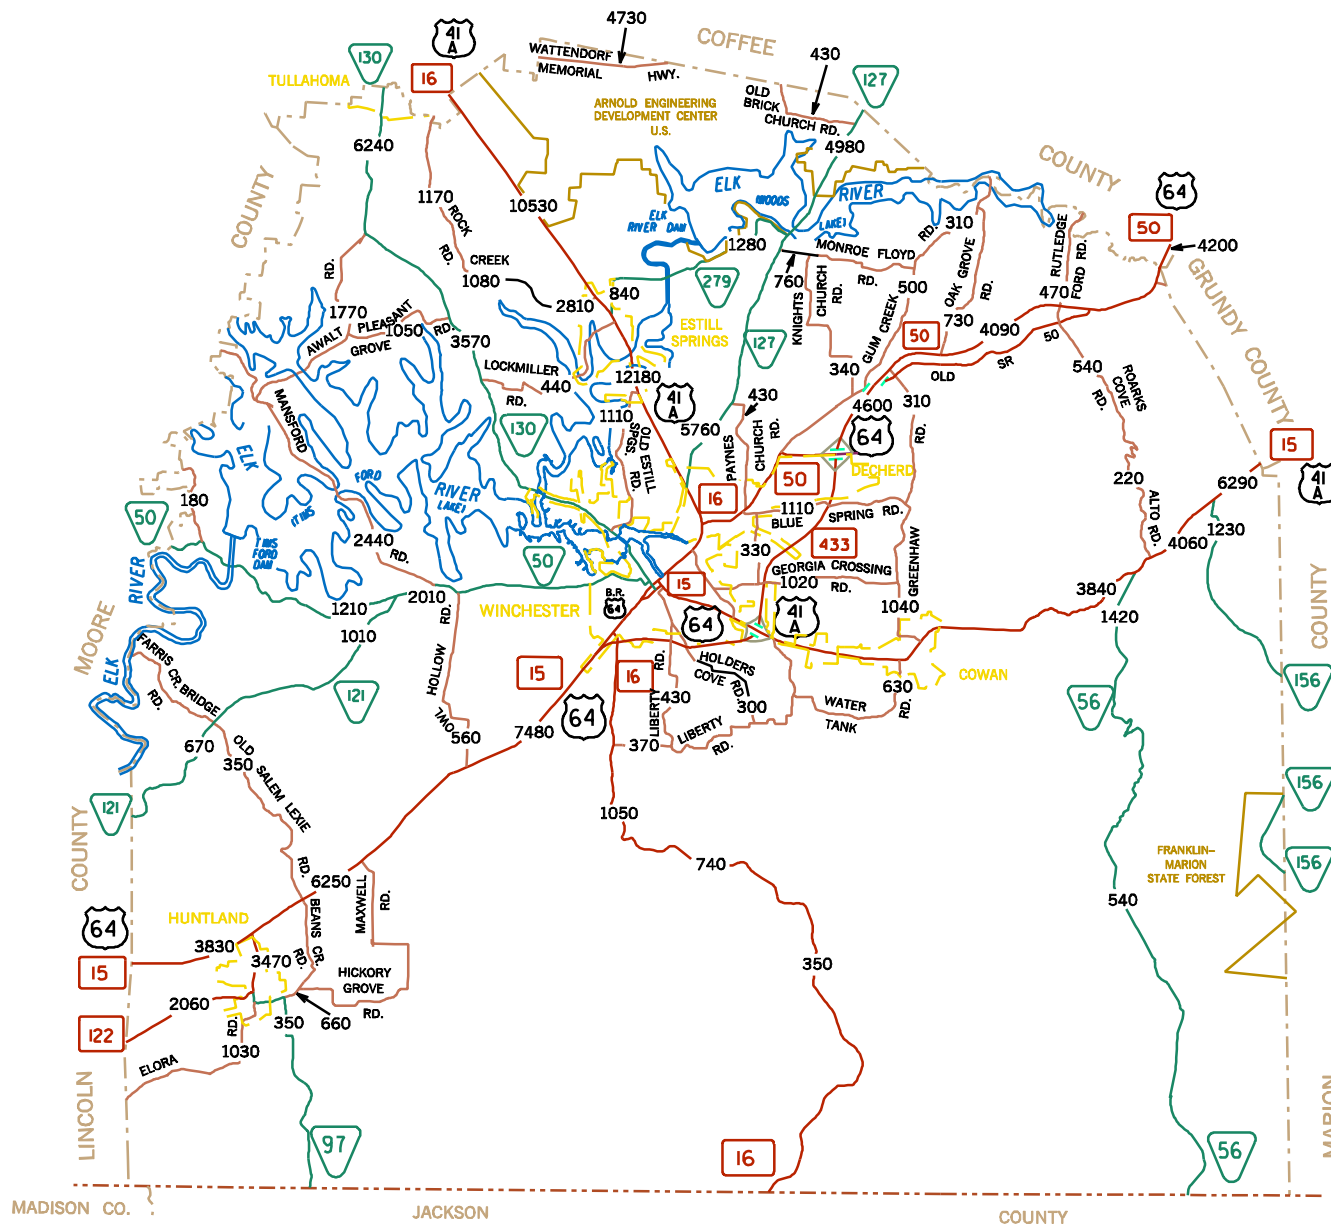 4730
41
A
COFFEE
WATTENDORF
MEMORIAL HWY.
430
130
16
TULLAHOMA
127
OLD
BRICK
CHURCH RD.
ARNOLD ENGINEERING
DEVELOPMENT CENTER
U.S.
6240
4980
COUNTY
COUNTY
64
ELK
WOODS
RIVER
LAKE)
1170
ROCK
CREEK
RD.
10530
ELK
RIVER DAM
310
RD.
RUTLEDGE
FORD RD.
50
4200
1280
MONROE FLOYD
RD.
OAK GROVE
RD.
GRUNDY COUNTY
RD.
1080
2810
840
279
760
KNIGHTS
CHURCH
RD.
500
470
1770
AWALT PLEASANT
GROVE
1050
RD.
3570
ESTILL
SPRINGS
127
GUM CREEK
50
730
4090
50
OLD SR
LOCKMILLER
RD.
440
12180
41
A
340
540
ROARKS
COVE
RD.
430
4600
310
MANSFORD
130
1110
OLD ESTILL
SPGS.
RD.
5760
PAYNES
CHURCH
RD.
64
RD.
DECHERD
15
ELK
FORD
RIVER
LAKE)
50
16
220
6290
41
A
180
50
(TIMS
1110
BLUE SPRING RD.
ALTO RD.
1230
TIMS
FORD
DAM
2440
RD.
50
330
433
GREENHAW
4060
RIVER
GEORGIA CROSSING
RD.
1020
15
3840
COUNTY
MOORE
1210
2010
WINCHESTER
B.R.
64
64
41
A
1040
1420
1010
RD.
ELK
FARRIS
CR. BRIDGE
RD.
HOLLOW
OWL
15
16
RD.
HOLDERS
COVE
RD.
COWAN
121
LIBERTY
430
300
630
WATER
TANK
RD.
56
156
670
OLD
560
7480
64
370
LIBERTY
RD.
350
SALEM LEXIE
RD.
121
1050
156
COUNTY
740
FRANKLIN-
MARION
STATE FOREST
156
6250
MAXWELL
RD.
BEANS CR.
RD.
540
64
HUNTLAND
3830
3470
350
15
HICKORY
GROVE
RD.
2060
350
660
122
RD.
1030
ELORA
LINCOLN
MARION
97
16
56
MADISON CO.
JACKSON
COUNTY